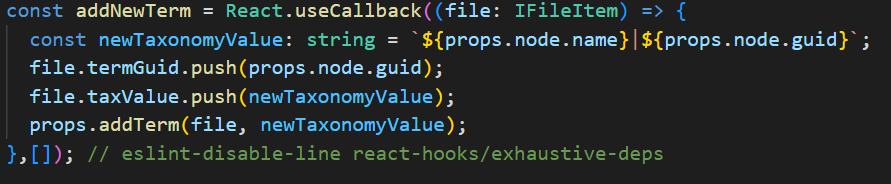 const addNewTerm = React.useCallback((file: IFileItem) => {
  const newTaxonomyValue: string = `${props.node.name}|${props.node.guid}`;
  file.termGuid.push(props.node.guid);
  file.taxValue.push(newTaxonomyValue);
  props.addTerm(file, newTaxonomyValue);
},[]); // eslint-disable-line react-hooks/exhaustive-deps